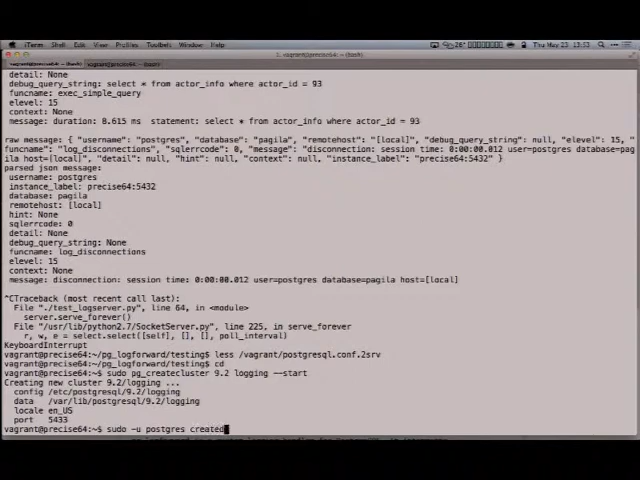 iTerm Shell Edit View Profiles Toolbelt Window Help Thu May 23 13:53
1. vagrant@precise64: ~ (bash)
vagrant@precise64: ~ (bash) vagrant@precise64: ~ (bash)
detail: None
debug_query_string: select * from actor_info where actor_id = 93
funcname: exec_simple_query
elevel: 15
context: None
message: duration: 8.615 ms statement: select * from actor_info where actor_id = 93
raw message: { "username": "postgres", "database": "pagila", "remotehost": "[local]", "debug_query_string": null, "elevel": 15, "
funcname": "log_disconnections", "sqlerrcode": 0, "message": "disconnection: session time: 0:00:00.012 user=postgres database=pag
ila host=[local]", "detail": null, "hint": null, "context": null, "instance_label": "precise64:5432" }
parsed json message:
username: postgres
instance_label: precise64:5432
database: pagila
remotehost: [local]
hint: None
sqlerrcode: 0
detail: None
debug_query_string: None
funcname: log_disconnections
elevel: 15
context: None
message: disconnection: session time: 0:00:00.012 user=postgres database=pagila host=[local]
^CTraceback (most recent call last):
File "./test_logserver.py", line 64, in <module>
server.serve_forever()
File "/usr/lib/python2.7/SocketServer.py", line 225, in serve_forever
r, w, e = select.select([self], [], [], poll_interval)
KeyboardInterrupt
vagrant@precise64:~/pg_logforward/testing$ less /vagrant/postgresql.conf.2srv
vagrant@precise64:~/pg_logforward/testing$ cd
vagrant@precise64:~$ sudo pg_createcluster 9.2 logging --start
Creating new cluster 9.2/logging ...
config /etc/postgresql/9.2/logging
data /var/lib/postgresql/9.2/logging
locale en_US
port 5433
vagrant@precise64:~$ sudo -u postgres created